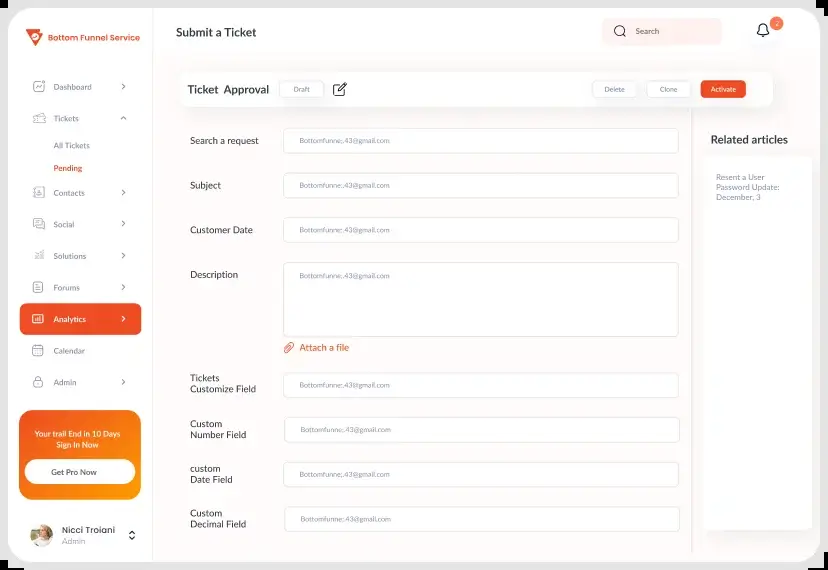 Bottom Funnel Service
Submit a Ticket
Search
2
Dashboard
Tickets
All Tickets
Pending
Contacts
Social
Solutions
Forums
Analytics
Calendar
Admin
Your trail End in 10 Days
Sign In Now
Get Pro Now
Nicci Troiani
Admin
Ticket Approval
Draft
Delete
Clone
Activate
Search a request
Bottomfunne;.43@gmail.com
Subject
Bottomfunne;.43@gmail.com
Customer Date
Bottomfunne;.43@gmail.com
Description
Bottomfunne;.43@gmail.com
Attach a file
Tickets
Customize Field
Bottomfunne;.43@gmail.com
Custom
Number Field
Bottomfunne;.43@gmail.com
custom
Date Field
Bottomfunne;.43@gmail.com
Custom
Decimal Field
Bottomfunne;.43@gmail.com
Related articles
Resent a User
Password Update:
December, 3